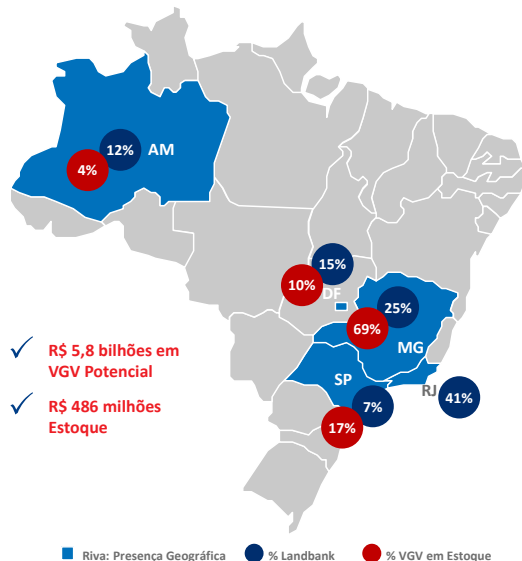 12%
AM
4%
15%
10%
DF
25%
69%
MG
SP
RJ
41%
7%
17%
R$ 5,8 bilhões em
VGV Potencial
R$ 486 milhões
Estoque
Riva: Presença Geográfica
% Landbank
% VGV em Estoque